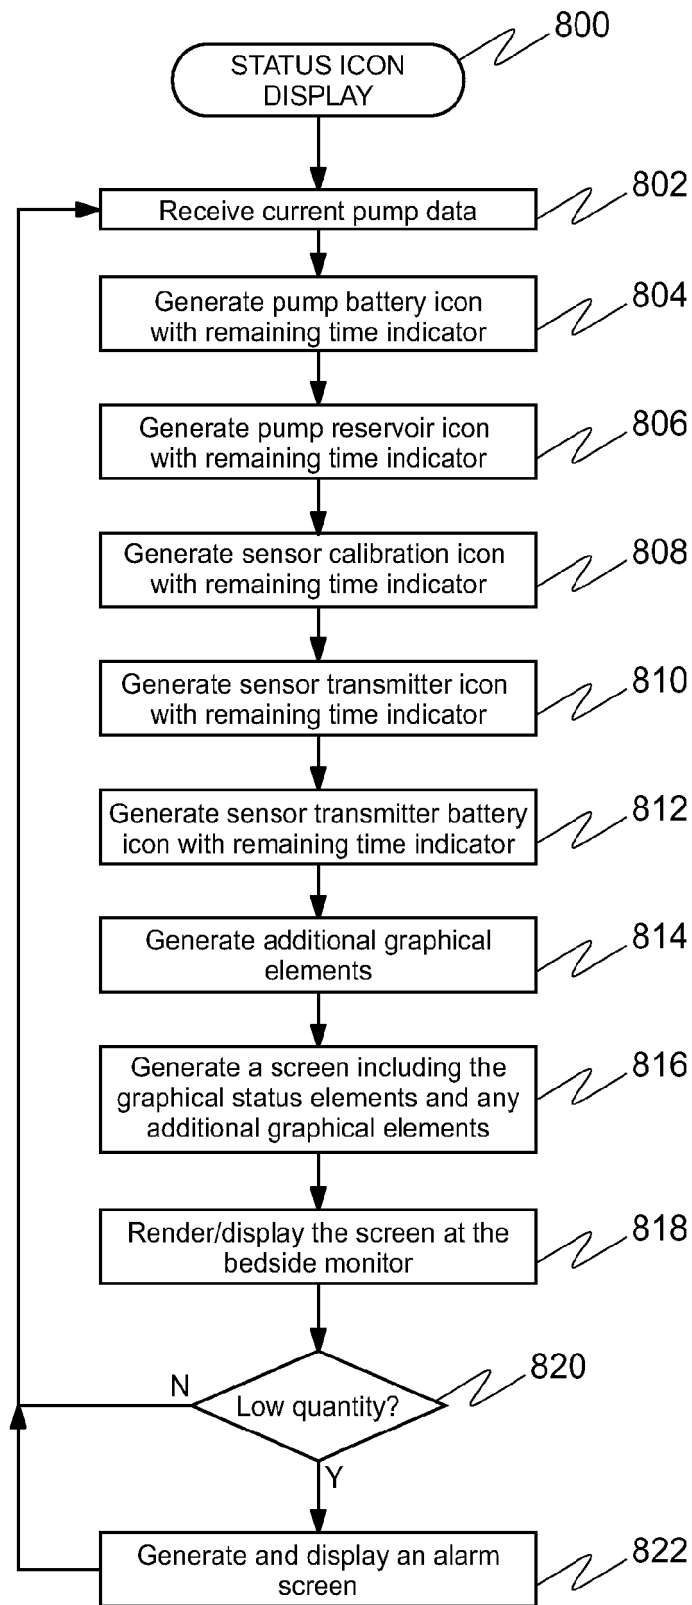 800
STATUS ICON
DISPLAY
802
Receive current pump data
804
Generate pump battery icon
with remaining time indicator
806
Generate pump reservoir icon
with remaining time indicator
808
Generate sensor calibration icon
with remaining time indicator
810
Generate sensor transmitter icon
with remaining time indicator
812
Generate sensor transmitter battery
icon with remaining time indicator
814
Generate additional graphical
elements
816
Generate a screen including the
graphical status elements and any
additional graphical elements
818
Render/display the screen at the
bedside monitor
820
N
Low quantity?
Y
822
Generate and display an alarm
screen